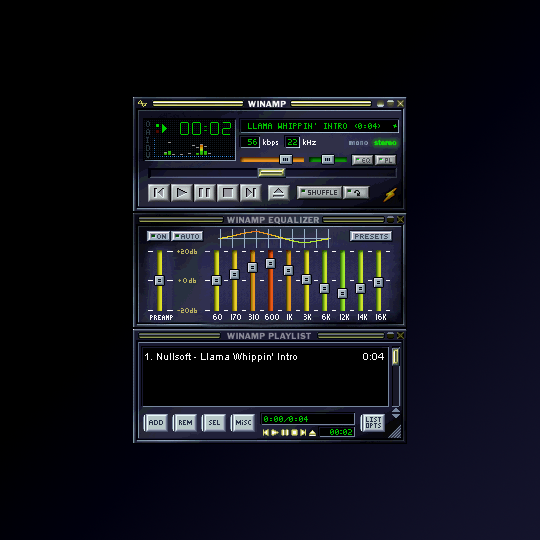 WINAMP
O A I D V
00:02
LLAMA WHIPPIN' INTRO (0:04) *
56 kbps 22 kHz mono stereo
EQ PL
SHUFFLE
WINAMP EQUALIZER
ON AUTO PRESETS
+20db
+0db
-20db
PREAMP 60 170 310 600 1K 3K 6K 12K 14K 16K
WINAMP PLAYLIST
1. Nullsoft - Llama Whippin' Intro 0:04
0:00/0:04
ADD REM SEL MISC LIST OPTS
00:02